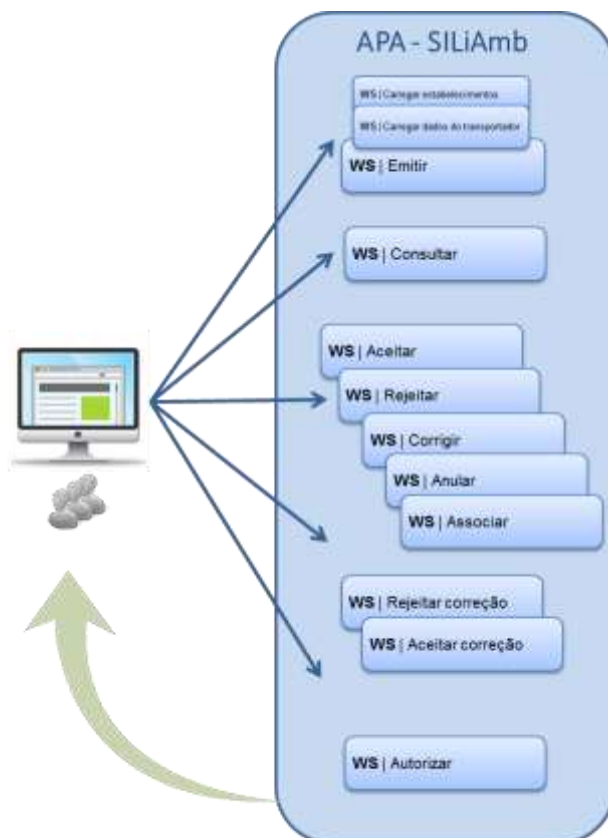 APA - SILiAmb
WS | Carregar estabelecimentos
WS | Carregar dados do transportador
WS | Emitir
WS | Consultar
WS | Aceitar
WS | Rejeitar
WS | Corrigir
WS | Anular
WS | Associar
WS | Rejeitar correção
WS | Aceitar correção
WS | Autorizar